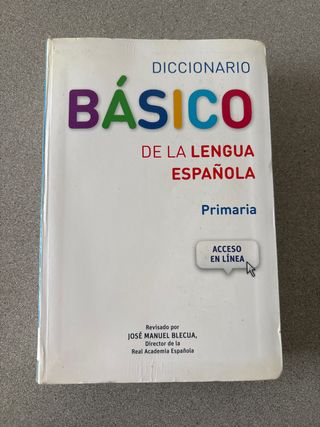 DICCIONARIO
BÁSICO
DE LA LENGUA
ESPAÑOLA
Primaria
ACCESO
EN LÍNEA
Revisado por
JOSÉ MANUEL BLECUA,
Director de la
Real Academia Española